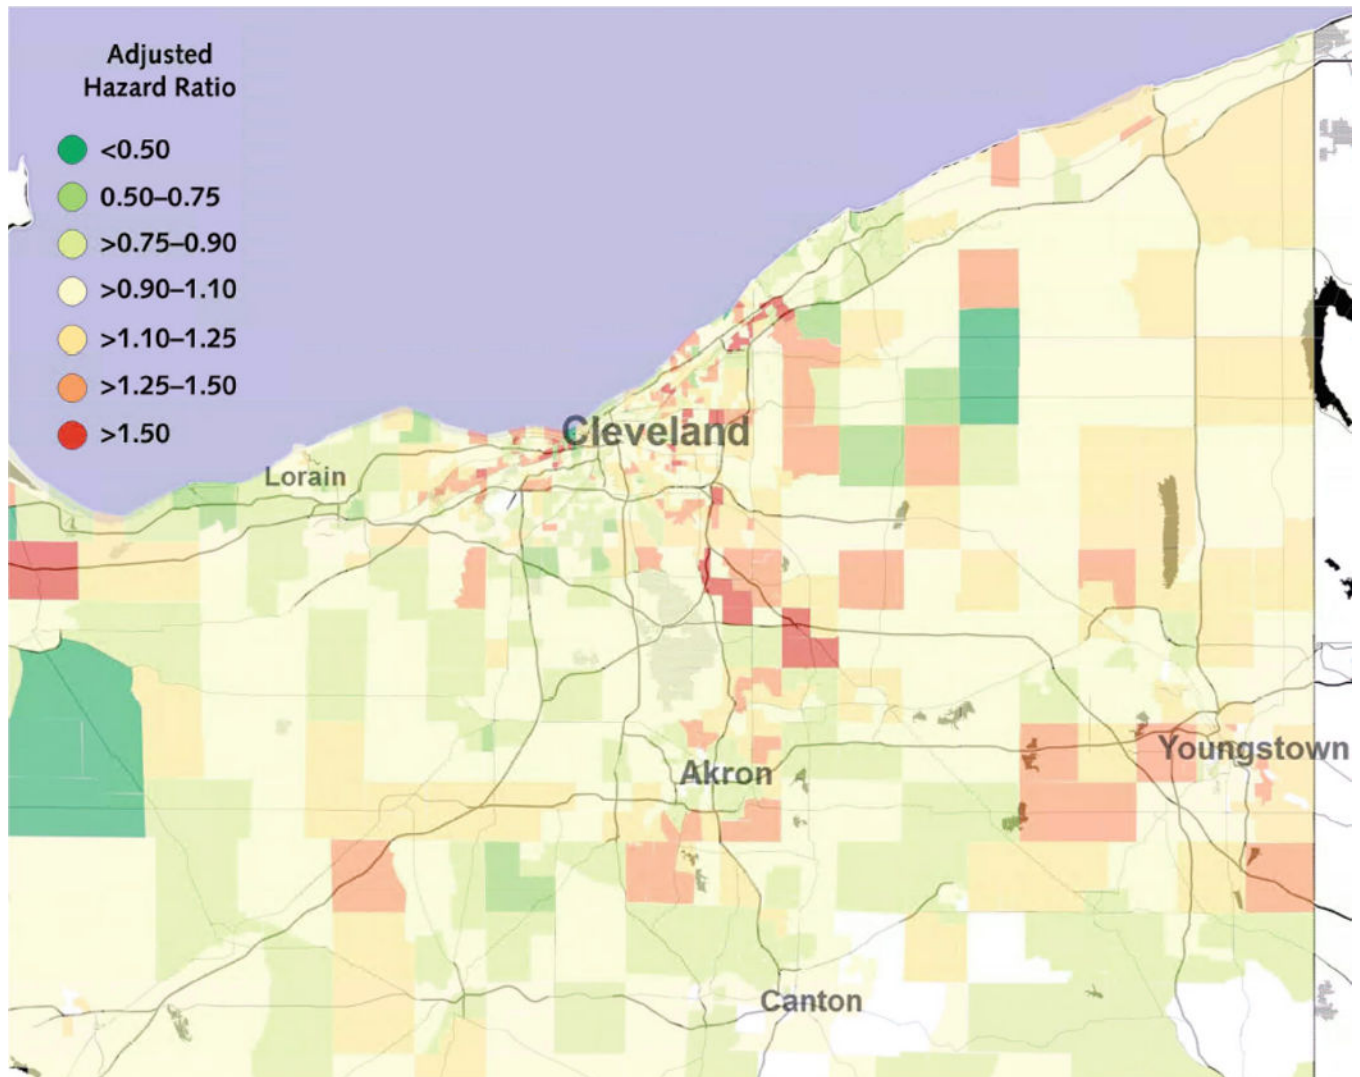 Adjusted
Hazard Ratio
<0.50
0.50–0.75
>0.75–0.90
>0.90–1.10
>1.10–1.25
>1.25–1.50
>1.50
Cleveland
Lorain
Youngstown
Akron
Canton